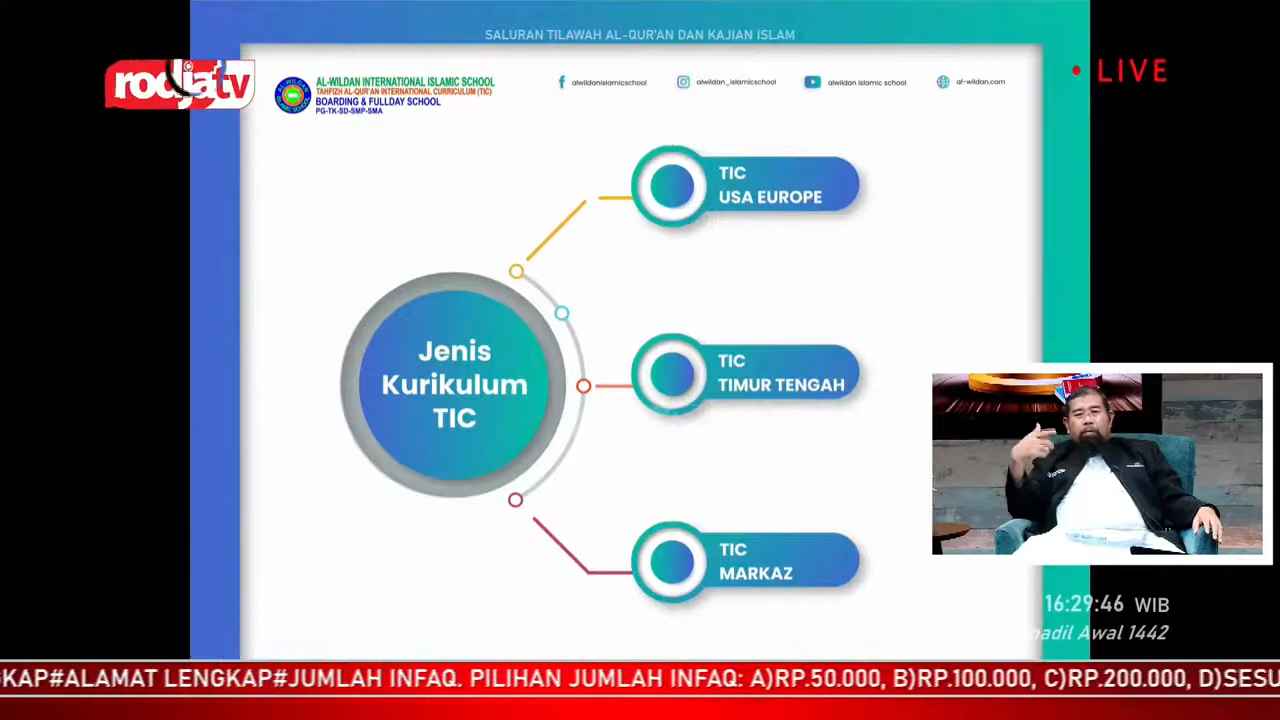 SALURAN TILAWAH AL-QUR'AN DAN KAJIAN ISLAM
rodjatv
LIVE
AL-WILDAN INTERNATIONAL ISLAMIC SCHOOL
TAHFIZH AL-QUR'AN INTERNATIONAL CURRICULUM (TIC)
BOARDING & FULLDAY SCHOOL
PG-TK-SD-SMP-SMA
alwildanislamicschool
alwildan_islamicschool
alwildan islamic school
al-wildan.com
TIC
USA EUROPE
Jenis
Kurikulum
TIC
TIC
TIMUR TENGAH
TIC
MARKAZ
16:29:46 WIB
Awal 1442
#ALAMAT LENGKAP#JUMLAH INFAQ. PILIHAN JUMLAH INFAQ: A)RP.50.000, B)RP.100.000, C)RP.200.000,